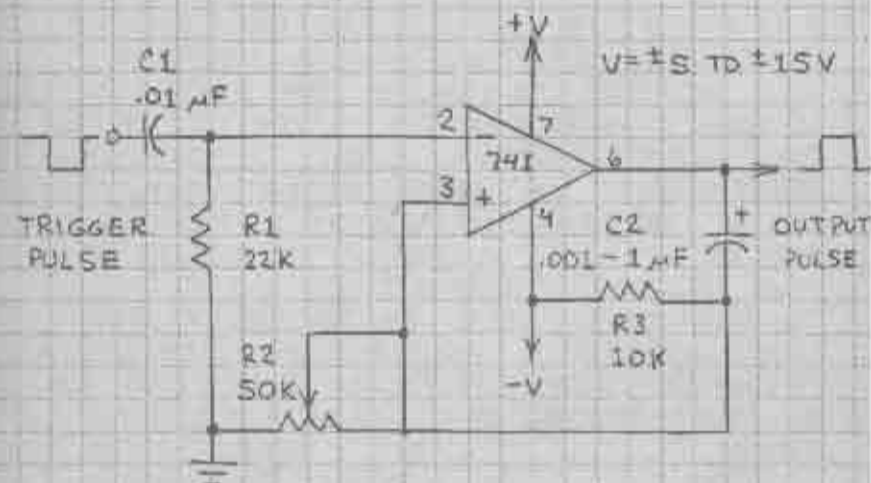 +V
C1
.01 µF
V=±5 TO ±15V
2
7
741
6
3
4
TRIGGER
PULSE
R1
22K
C2
.001-1 µF
OUTPUT
PULSE
R3
10K
R2
50K
-V
-
+
+